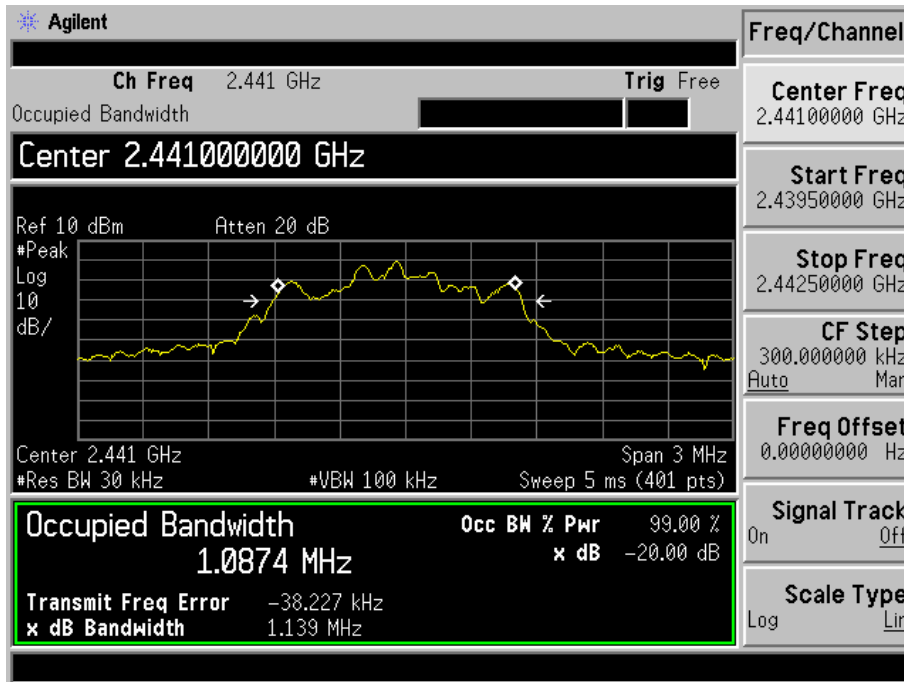 Agilent
Freq/Channel
Ch Freq 2.441 GHz Trig Free
Occupied Bandwidth
Center 2.441000000 GHz
Ref 10 dBm Atten 20 dB
#Peak
Log
10
dB/
Center 2.441 GHz Span 3 MHz
#Res BW 30 kHz #VBW 100 kHz Sweep 5 ms (401 pts)
Occupied Bandwidth
1.0874 MHz
Occ BW % Pwr 99.00 %
x dB -20.00 dB
Transmit Freq Error -38.227 kHz
x dB Bandwidth 1.139 MHz
Center Freq
2.44100000 GHz
Start Freq
2.43950000 GHz
Stop Freq
2.44250000 GHz
CF Step
300.000000 kHz
Auto Man
Freq Offset
0.00000000 Hz
Signal Track
On Off
Scale Type
Log Lin